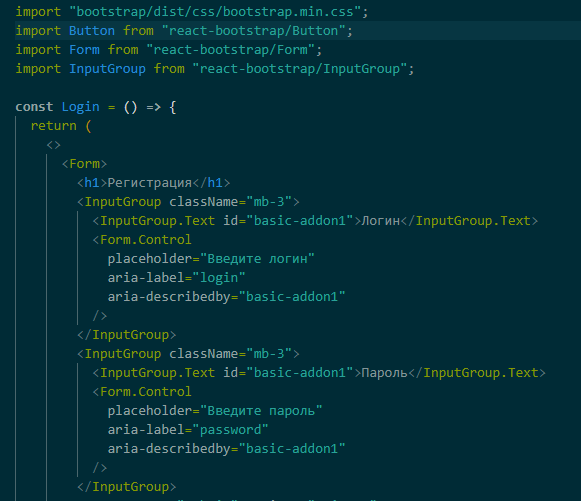 import "bootstrap/dist/css/bootstrap.min.css";
import Button from "react-bootstrap/Button";
import Form from "react-bootstrap/Form";
import InputGroup from "react-bootstrap/InputGroup";
const Login = () => {
return (
<>
<Form>
<h1>Регистрация</h1>
<InputGroup className="mb-3">
<InputGroup.Text id="basic-addon1">Логин</InputGroup.Text>
<Form.Control
placeholder="Введите логин"
aria-label="login"
aria-describedby="basic-addon1"
/>
</InputGroup>
<InputGroup className="mb-3">
<InputGroup.Text id="basic-addon1">Пароль</InputGroup.Text>
<Form.Control
placeholder="Введите пароль"
aria-label="password"
aria-describedby="basic-addon1"
/>
</InputGroup>